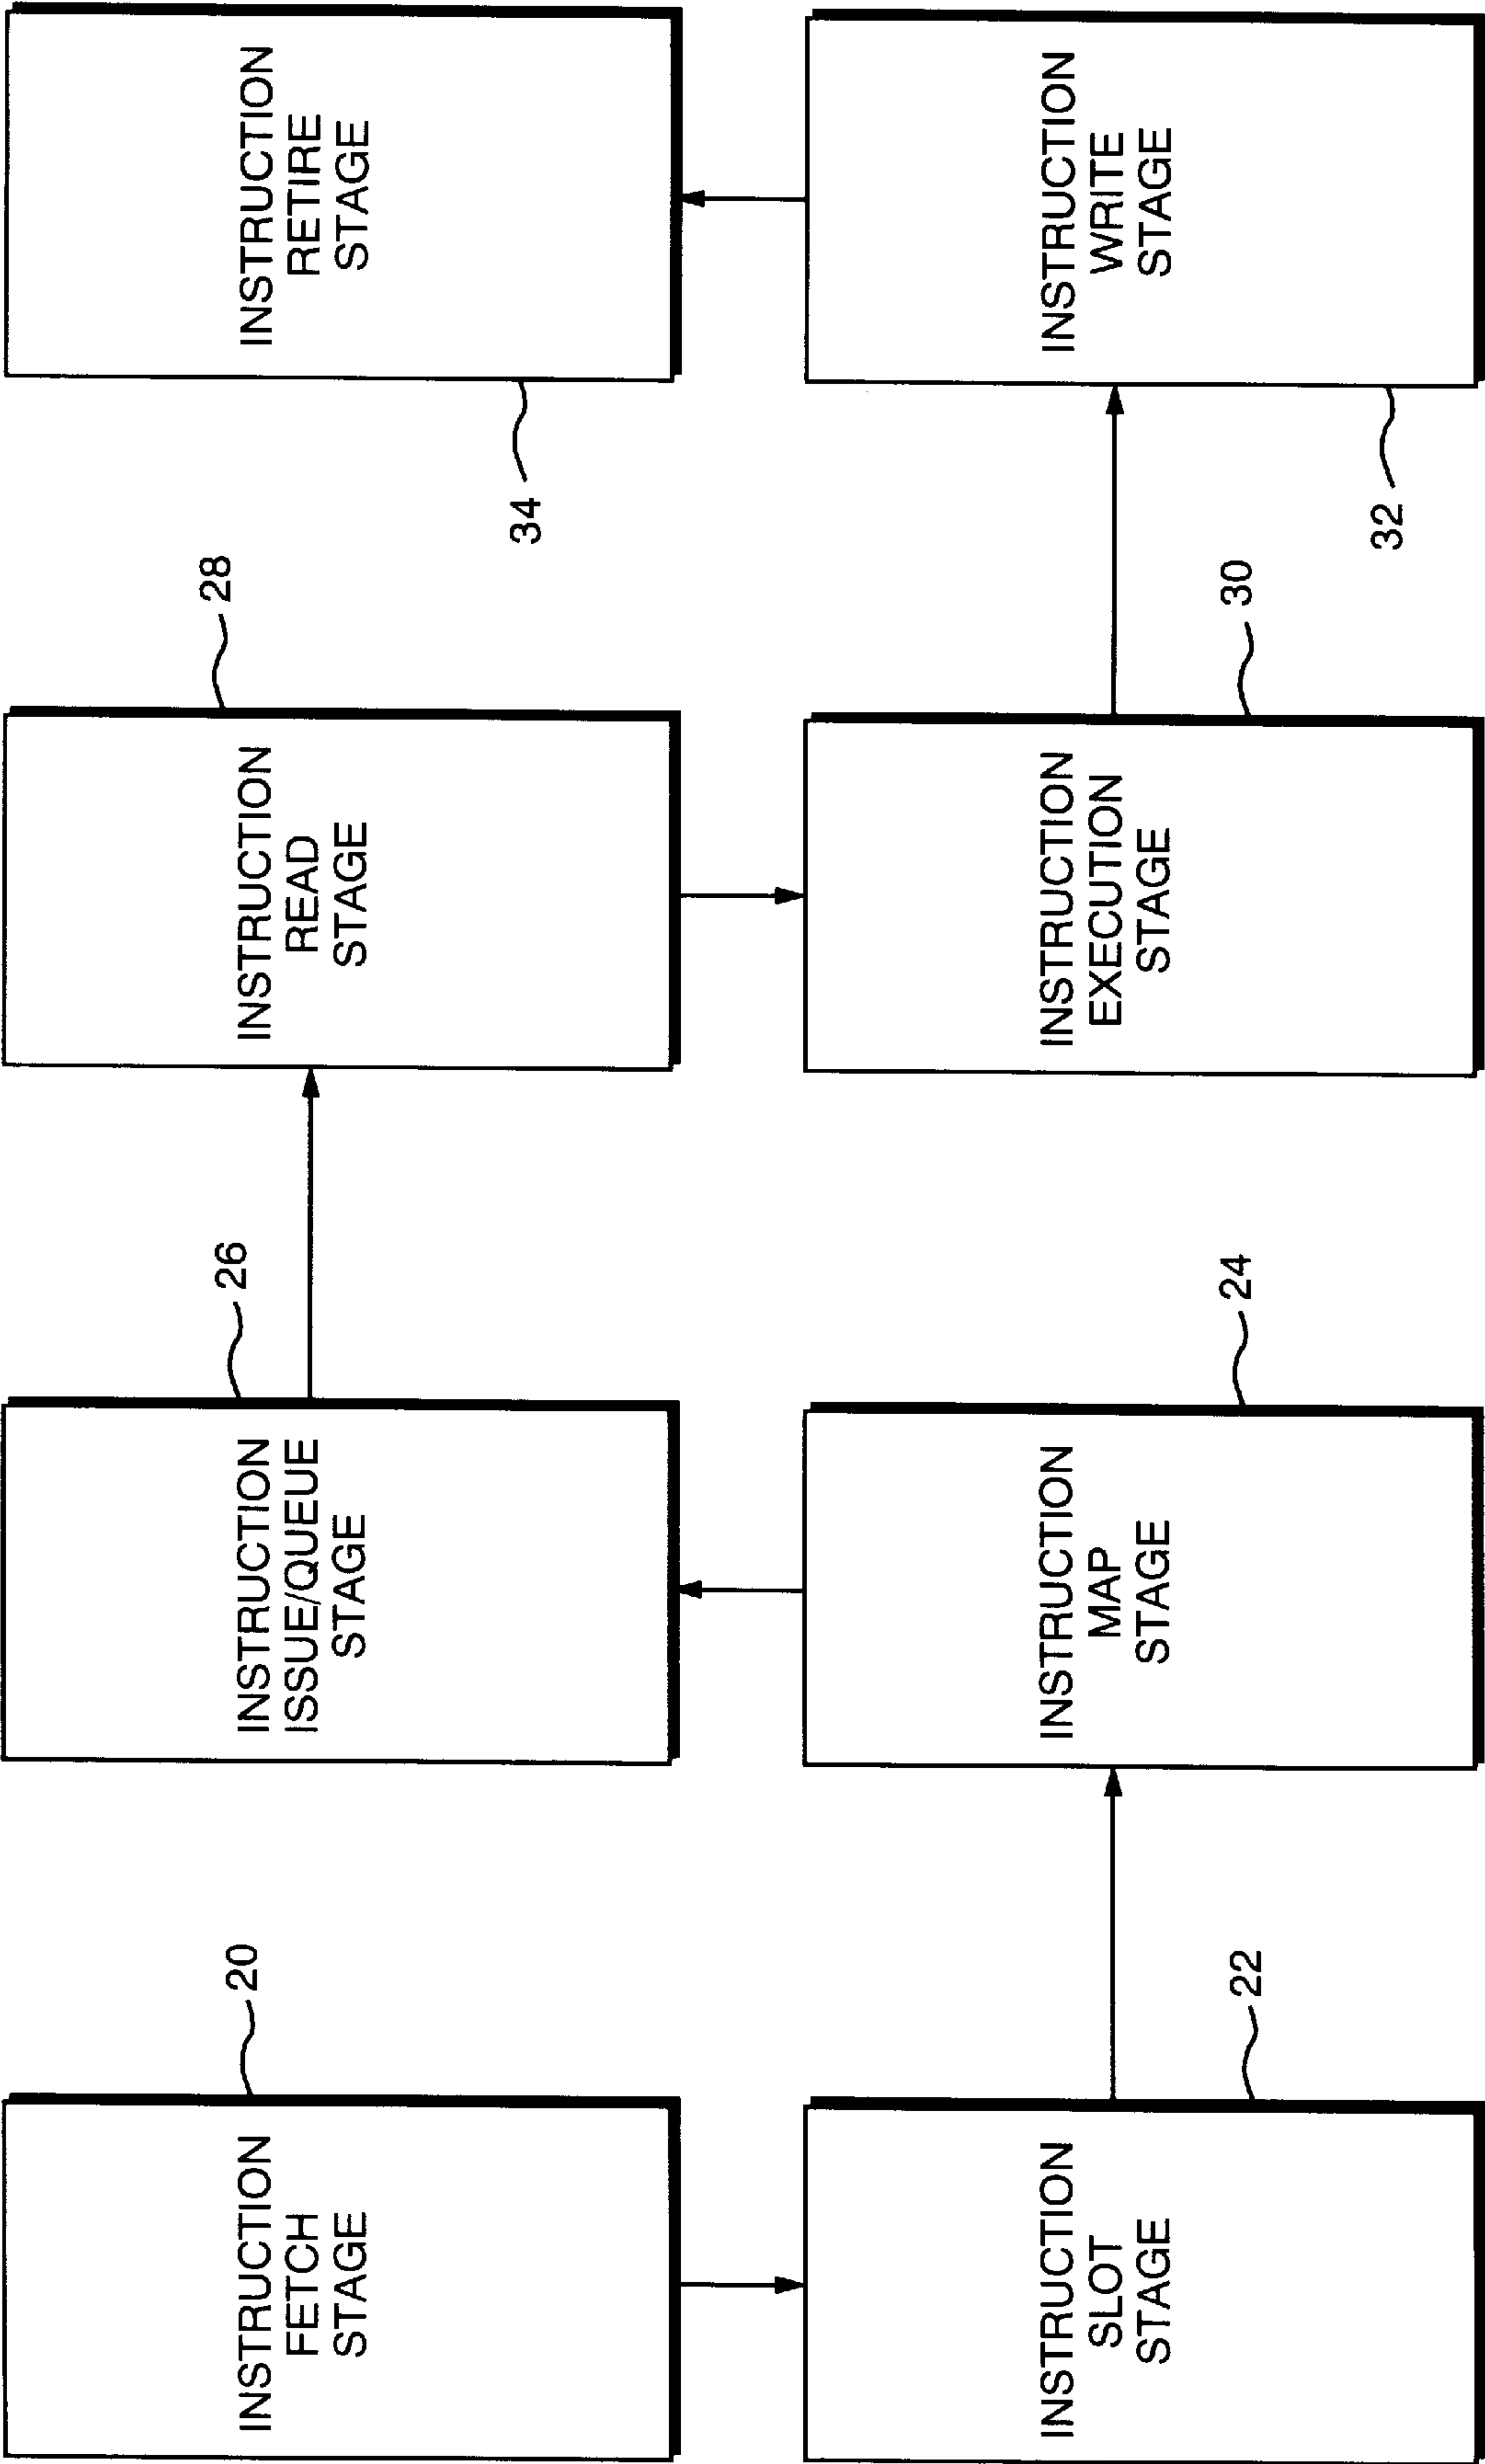 INSTRUCTION
FETCH
STAGE
20
INSTRUCTION
SLOT
STAGE
22
INSTRUCTION
MAP
STAGE
24
INSTRUCTION
ISSUE/QUEUE
STAGE
26
INSTRUCTION
READ
STAGE
28
INSTRUCTION
EXECUTION
STAGE
30
INSTRUCTION
WRITE
STAGE
32
INSTRUCTION
RETIRE
STAGE
34